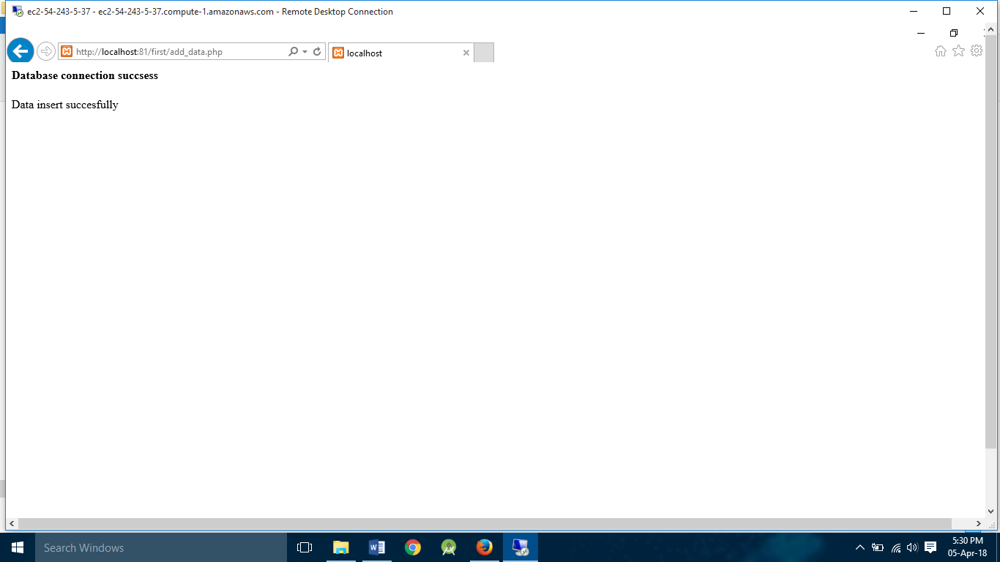 ec2-54-243-5-37 - ec2-54-243-5-37.compute-1.amazonaws.com - Remote Desktop Connection
http://localhost:81/first/add_data.php
localhost
Database connection succsess
Data insert succesfully
Search Windows
5:30 PM
05-Apr-18